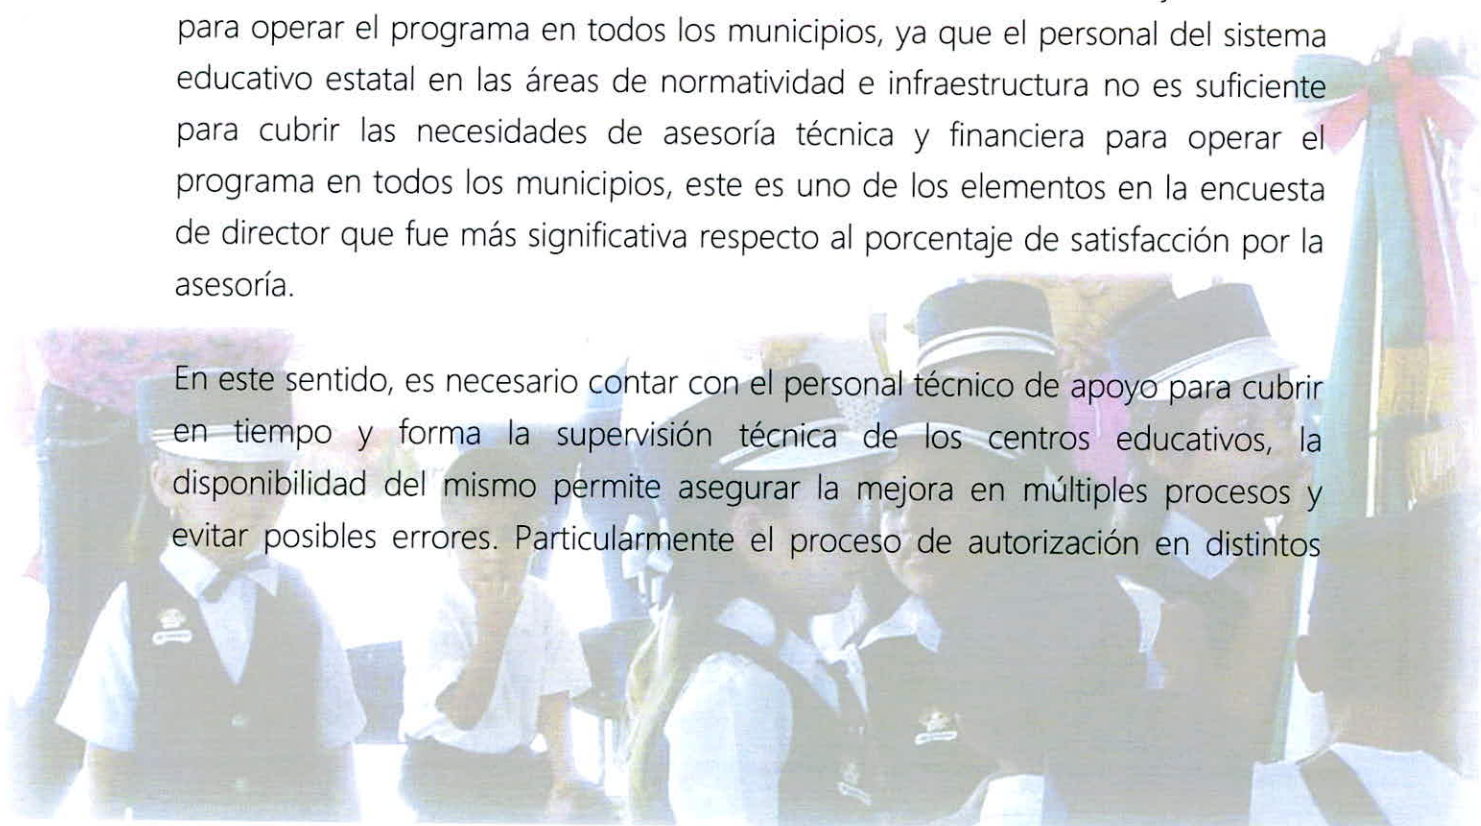 para operar el programa en todos los municipios, ya que el personal del sistema
educativo estatal en las áreas de normatividad e infraestructura no es suficiente
para cubrir las necesidades de asesoría técnica y financiera para operar el
programa en todos los municipios, este es uno de los elementos en la encuesta
de director que fue más significativa respecto al porcentaje de satisfacción por la
asesoría.
En este sentido, es necesario contar con el personal técnico de apoyo para cubrir
en tiempo y forma la supervisión técnica de los centros educativos, la
disponibilidad del mismo permite asegurar la mejora en múltiples procesos y
evitar posibles errores. Particularmente el proceso de autorización en distintos